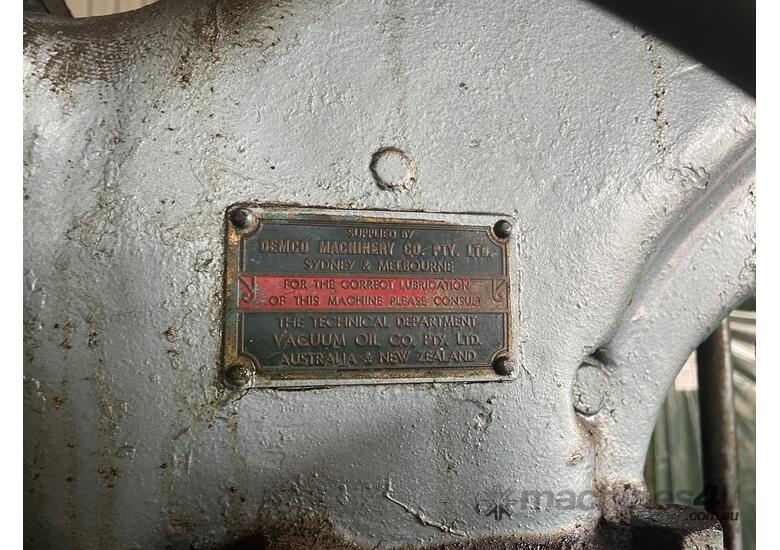 SUPPLIED BY
DEMCO MACHINERY CO. PTY. LTD.
SYDNEY & MELBOURNE
FOR THE CORRECT LUBRICATION
OF THIS MACHINE PLEASE CONSULT
THE TECHNICAL DEPARTMENT
VACUUM OIL CO. PTY. LTD.
AUSTRALIA & NEW ZEALAND
machines4u
.com.au